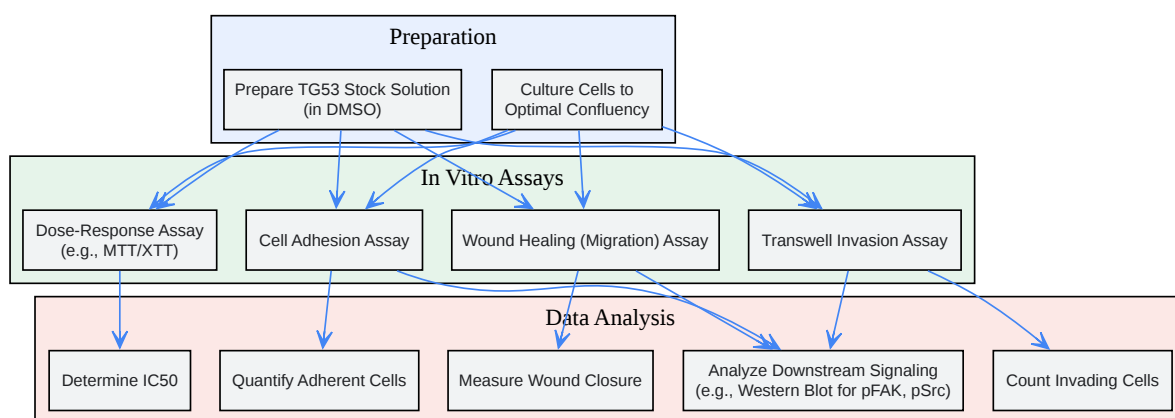 Preparation
Prepare TG53 Stock Solution
(in DMSO)
Culture Cells to
Optimal Confluency
In Vitro Assays
Dose-Response Assay
(e.g., MTT/XTT)
Cell Adhesion Assay
Wound Healing (Migration) Assay
Transwell Invasion Assay
Data Analysis
Determine IC50
Quantify Adherent Cells
Measure Wound Closure
Analyze Downstream Signaling
(e.g., Western Blot for pFAK, pSrc)
Count Invading Cells